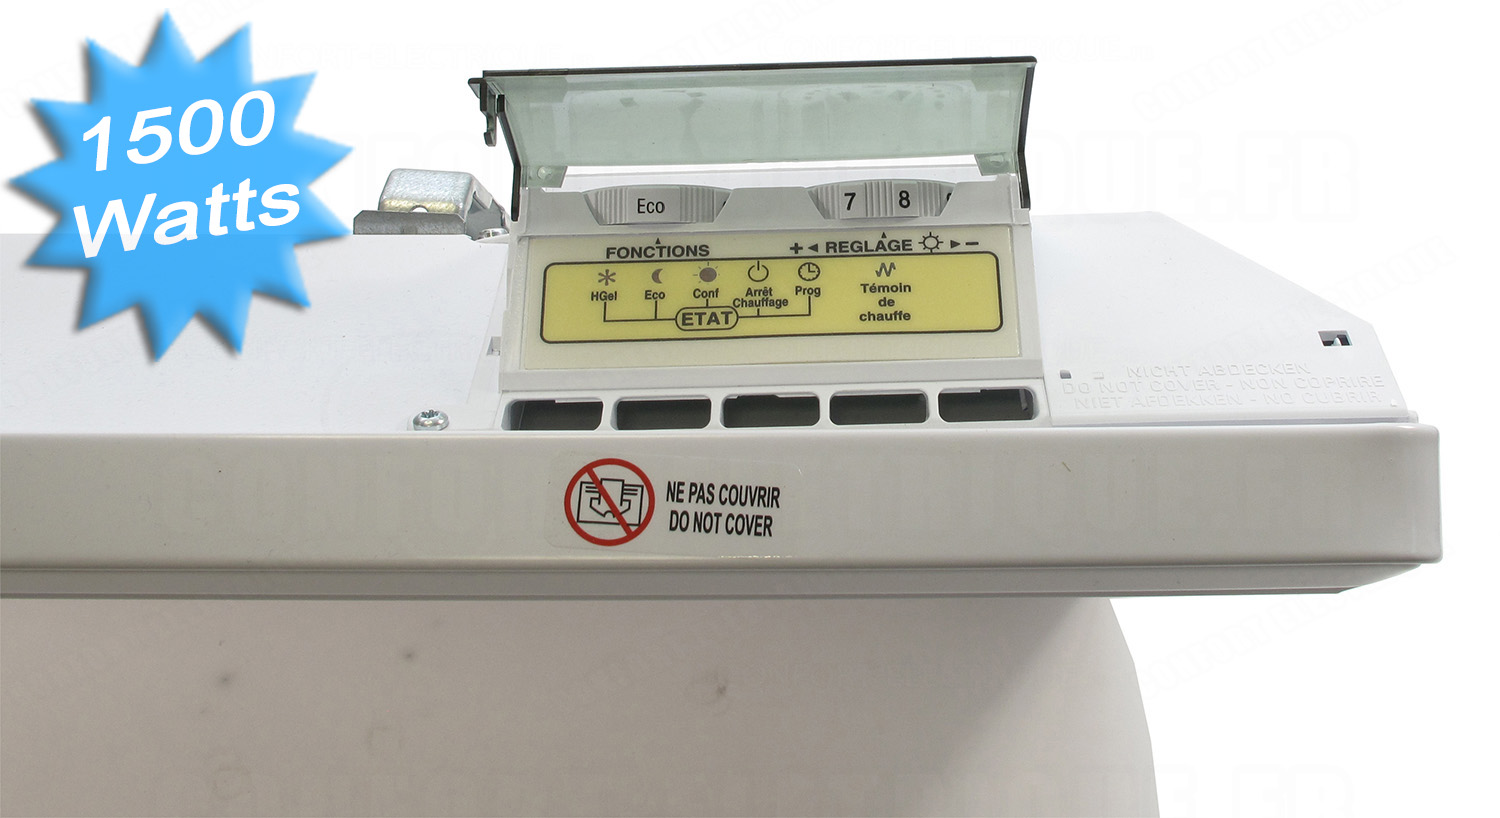 1500
Watts
Eco
7 8
FONCTIONS
+ ◄ REGLAGE ► −
HGel Eco Conf Arrêt Chauffage Prog
ETAT
Témoin
de
chauffe
NICHT ABDECKEN
DO NOT COVER - NON COPRIRE
NIET AFDEKKEN - NO CUBRIR
NE PAS COUVRIR
DO NOT COVER